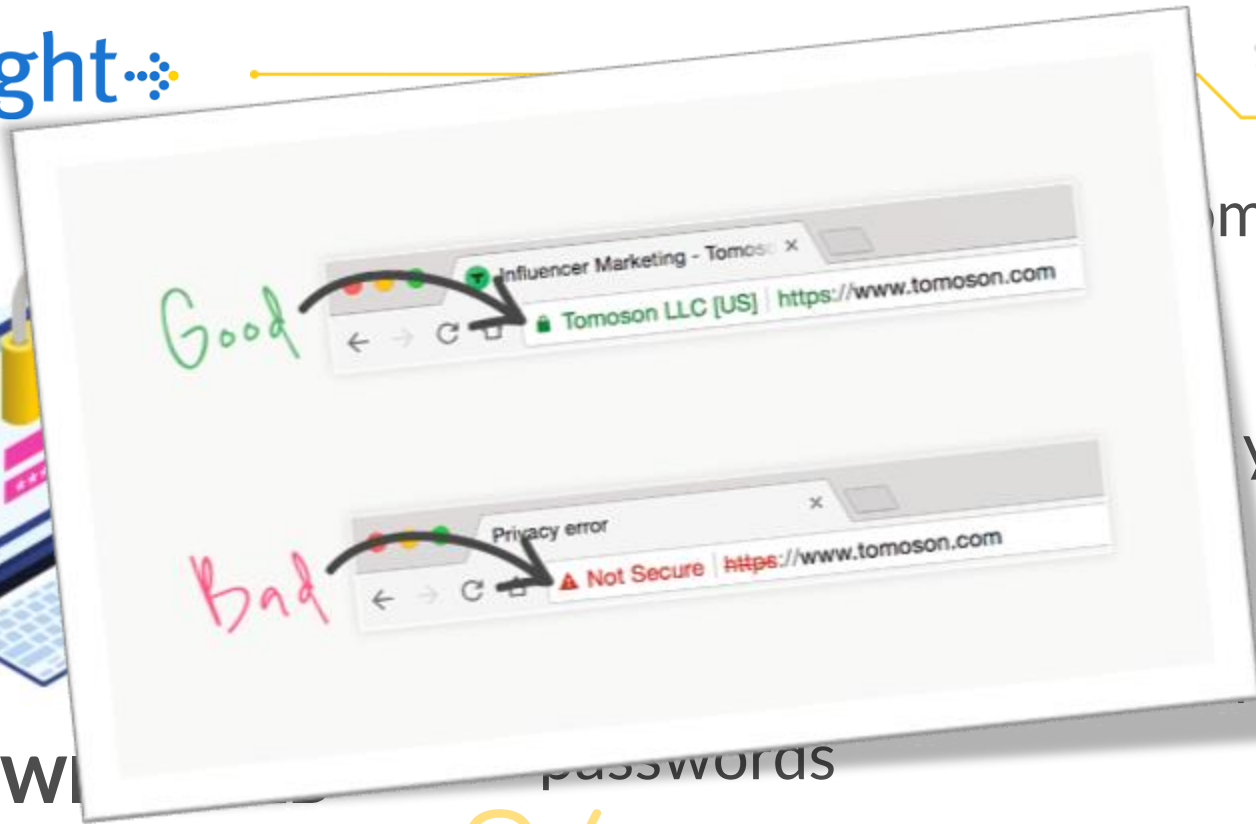 ght
Influencer Marketing - Tomos
Good
Tomoson LLC [US] | https://www.tomoson.com
Privacy error
Bad
Not Secure | https://www.tomoson.com
passwords